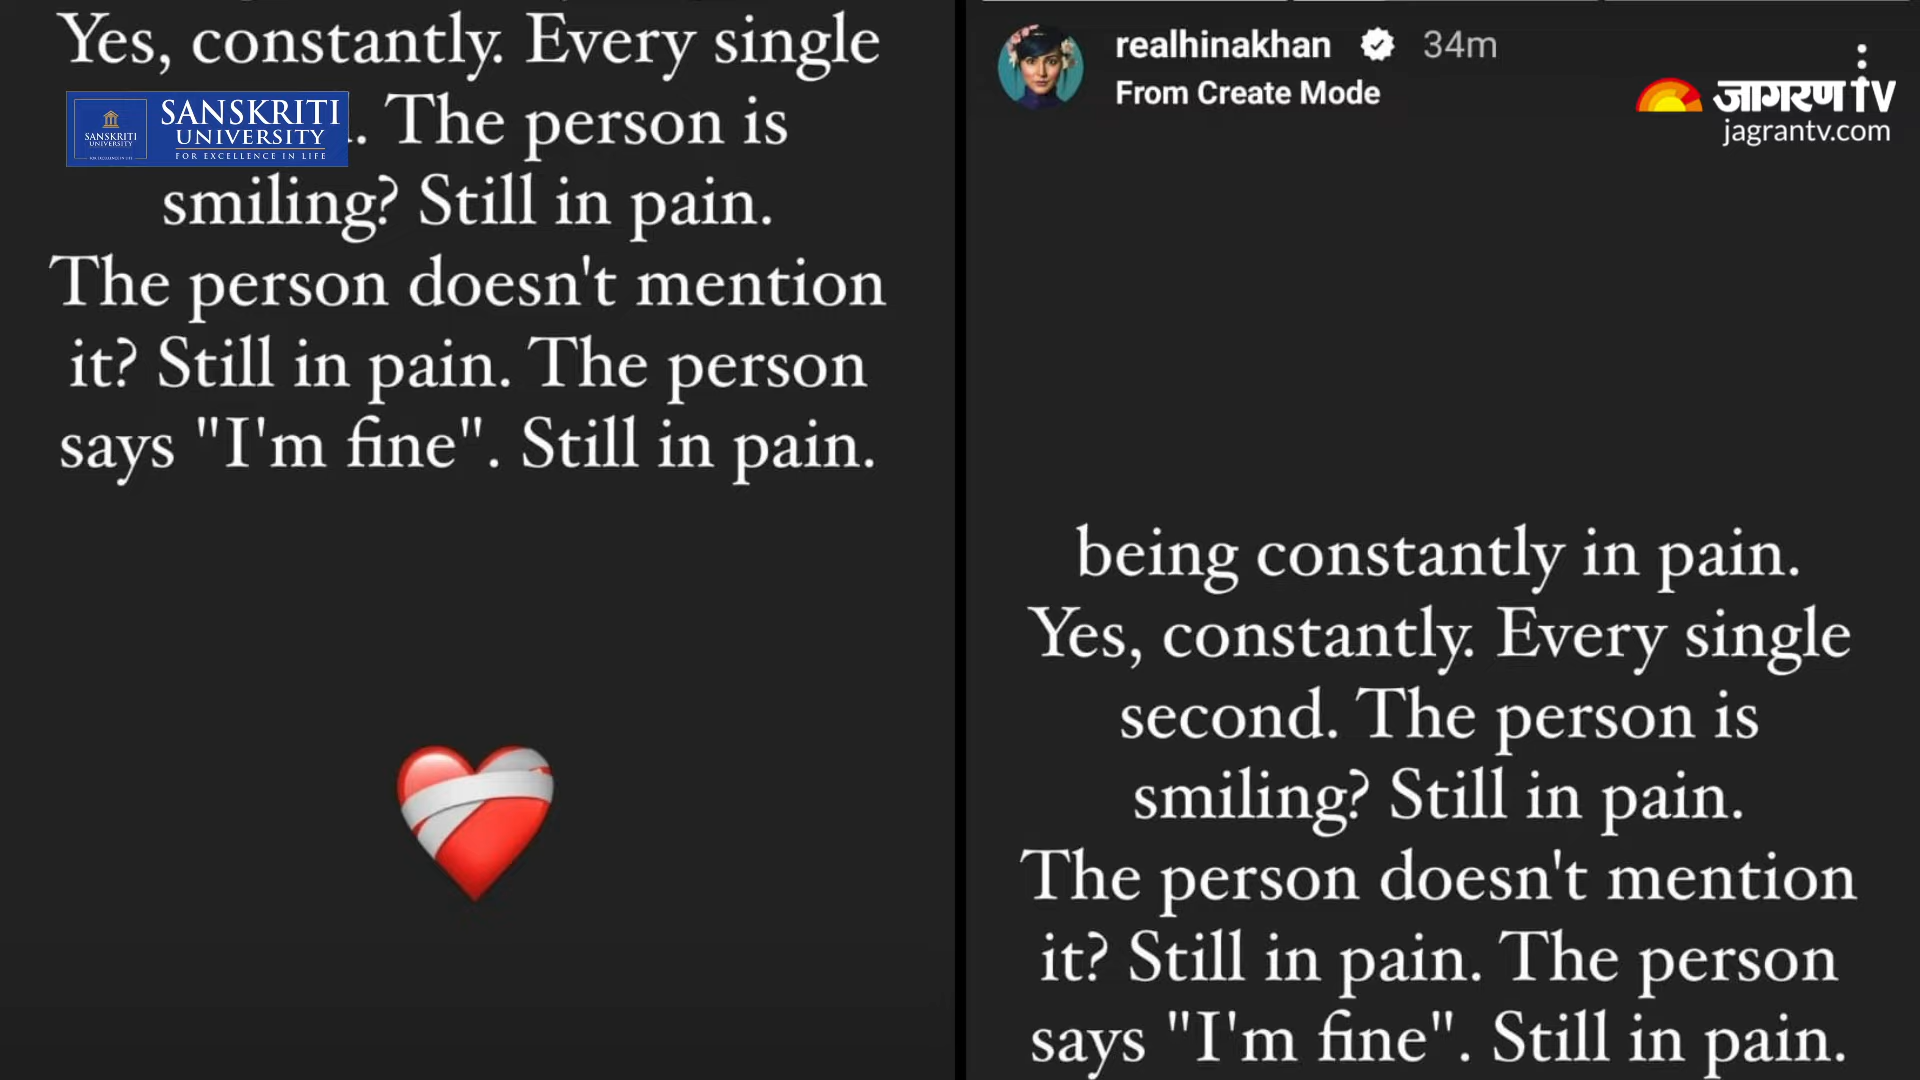 Yes, constantly. Every single
. The person is
smiling? Still in pain.
The person doesn't mention
it? Still in pain. The person
says "I'm fine". Still in pain.
SANSKRITI
UNIVERSITY
FOR EXCELLENCE IN LIFE
SANSKRITI
UNIVERSITY
realhinakhan 34m
From Create Mode
जागरण TV
jagrantv.com
being constantly in pain.
Yes, constantly. Every single
second. The person is
smiling? Still in pain.
The person doesn't mention
it? Still in pain. The person
says "I'm fine". Still in pain.